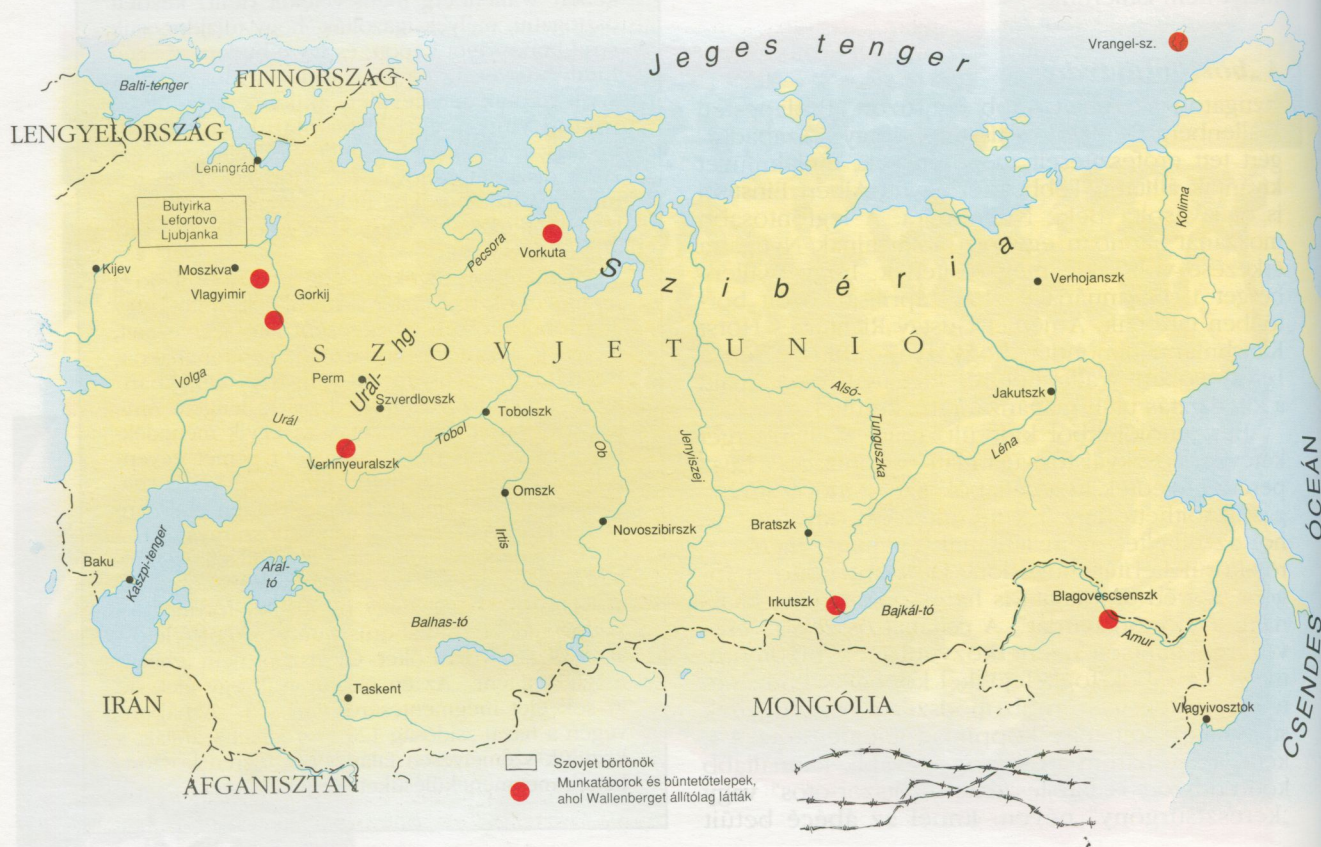 Jeges tenger
Vrangel-sz.
Balti-tenger
FINNORSZÁG
LENGYELORSZÁG
Leningrád
Butyirka
Lefortovo
Ljubjanka
Kijev
Moszkva
Vlagyimir
Gorkij
Pecsora
Vorkuta
Szibéria
Kolima
Verhojanszk
SZOVJETUNIÓ
Ural-hg.
Perm
Szverdlovszk
Volga
Urál
Tobol
Tobolszk
Verhnyeuralszk
Ob
Jenyiszej
Alsó-
Tunguszka
Léna
Jakutszk
Omszk
Irtis
Novoszibirszk
Bratszk
Baku
Kaszpi-tenger
Aral-
tó
Balhas-tó
Irkutszk
Bajkál-tó
Blagovescsenszk
Amur
CSENDES ÓCEÁN
IRÁN
Taskent
MONGÓLIA
Vlagyivosztok
AFGANISZTÁN
Szovjet börtönök
Munkatáborok és büntetőtelepek,
ahol Wallenberget állítólag látták